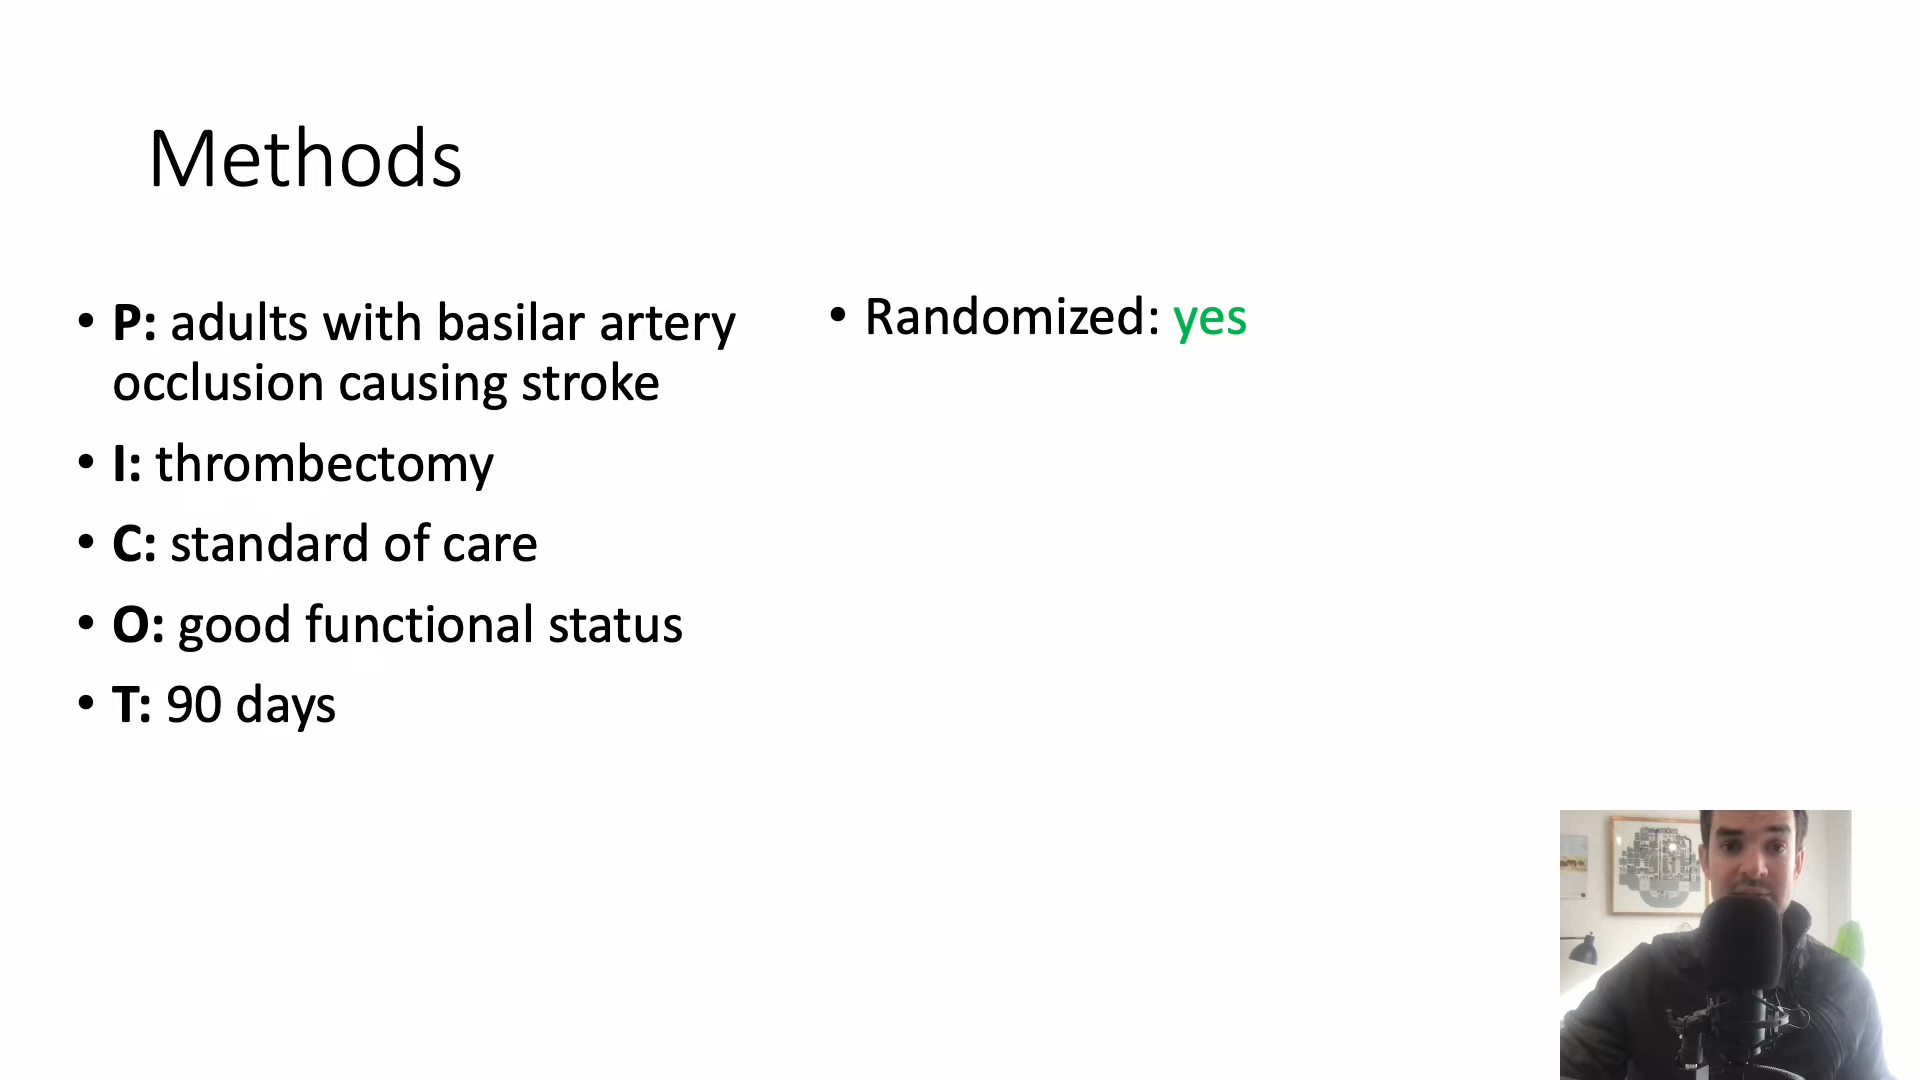 Methods
• P: adults with basilar artery
occlusion causing stroke
• I: thrombectomy
• C: standard of care
• O: good functional status
• T: 90 days
• Randomized: yes